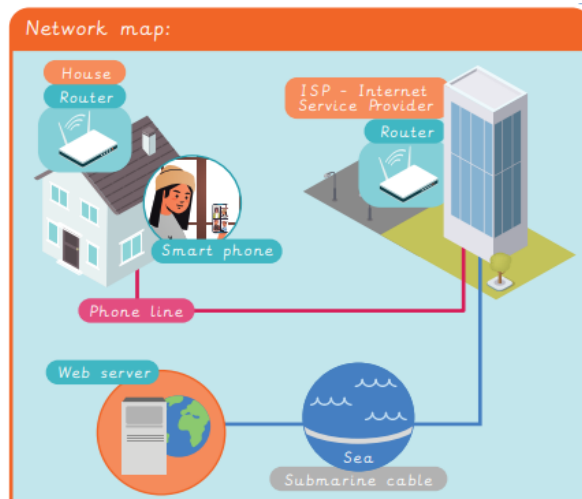 Network map:
House
Router
ISP - Internet
Service Provider
Router
Smart phone
Phone line
Web server
Sea
Submarine cable